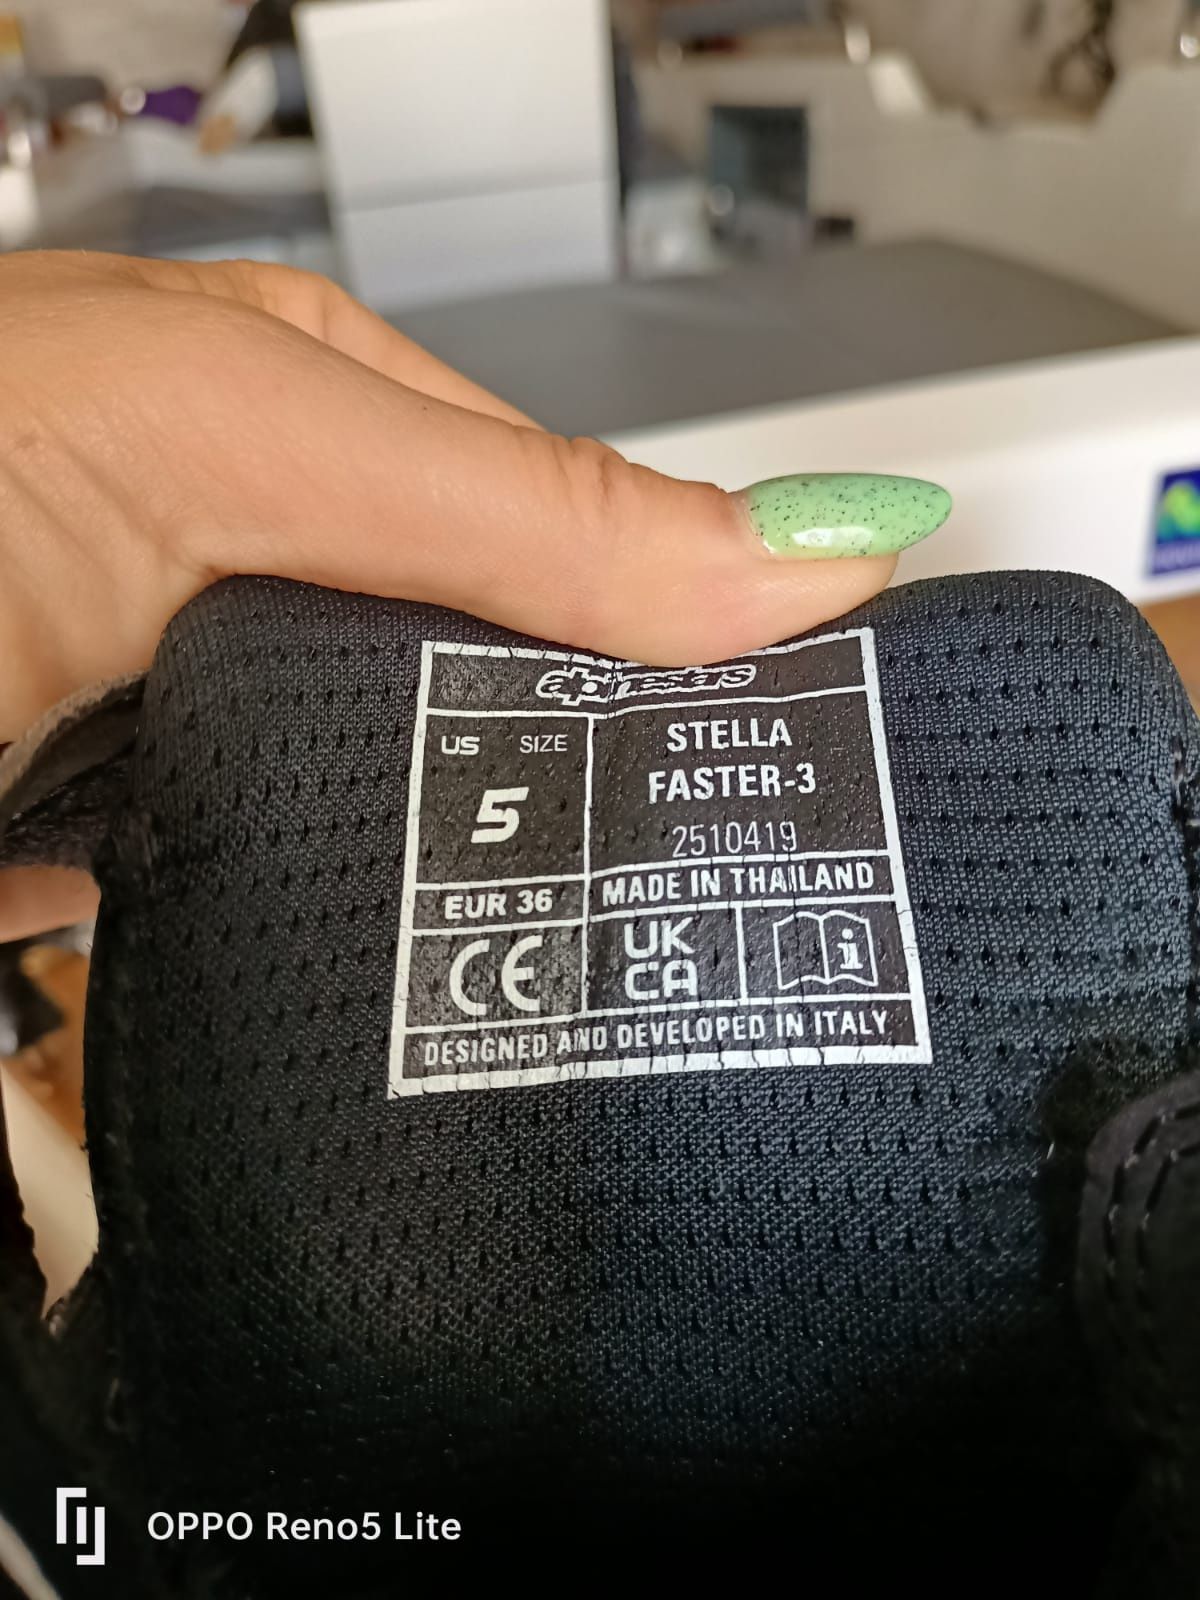 alpinestars
US SIZE
5
STELLA
FASTER-3
2510419
EUR 36
MADE IN THAILAND
CE
UK
CA
i
DESIGNED AND DEVELOPED IN ITALY
OPPO Reno5 Lite